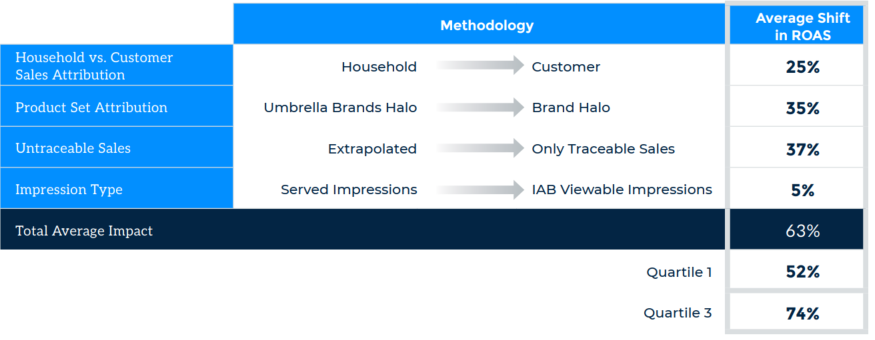 Methodology
Average Shift
in ROAS
Household vs. Customer
Sales Attribution
Household
Customer
25%
Product Set Attribution
Umbrella Brands Halo
Brand Halo
35%
Untraceable Sales
Extrapolated
Only Traceable Sales
37%
Impression Type
Served Impressions
IAB Viewable Impressions
5%
Total Average Impact
63%
Quartile 1
52%
Quartile 3
74%